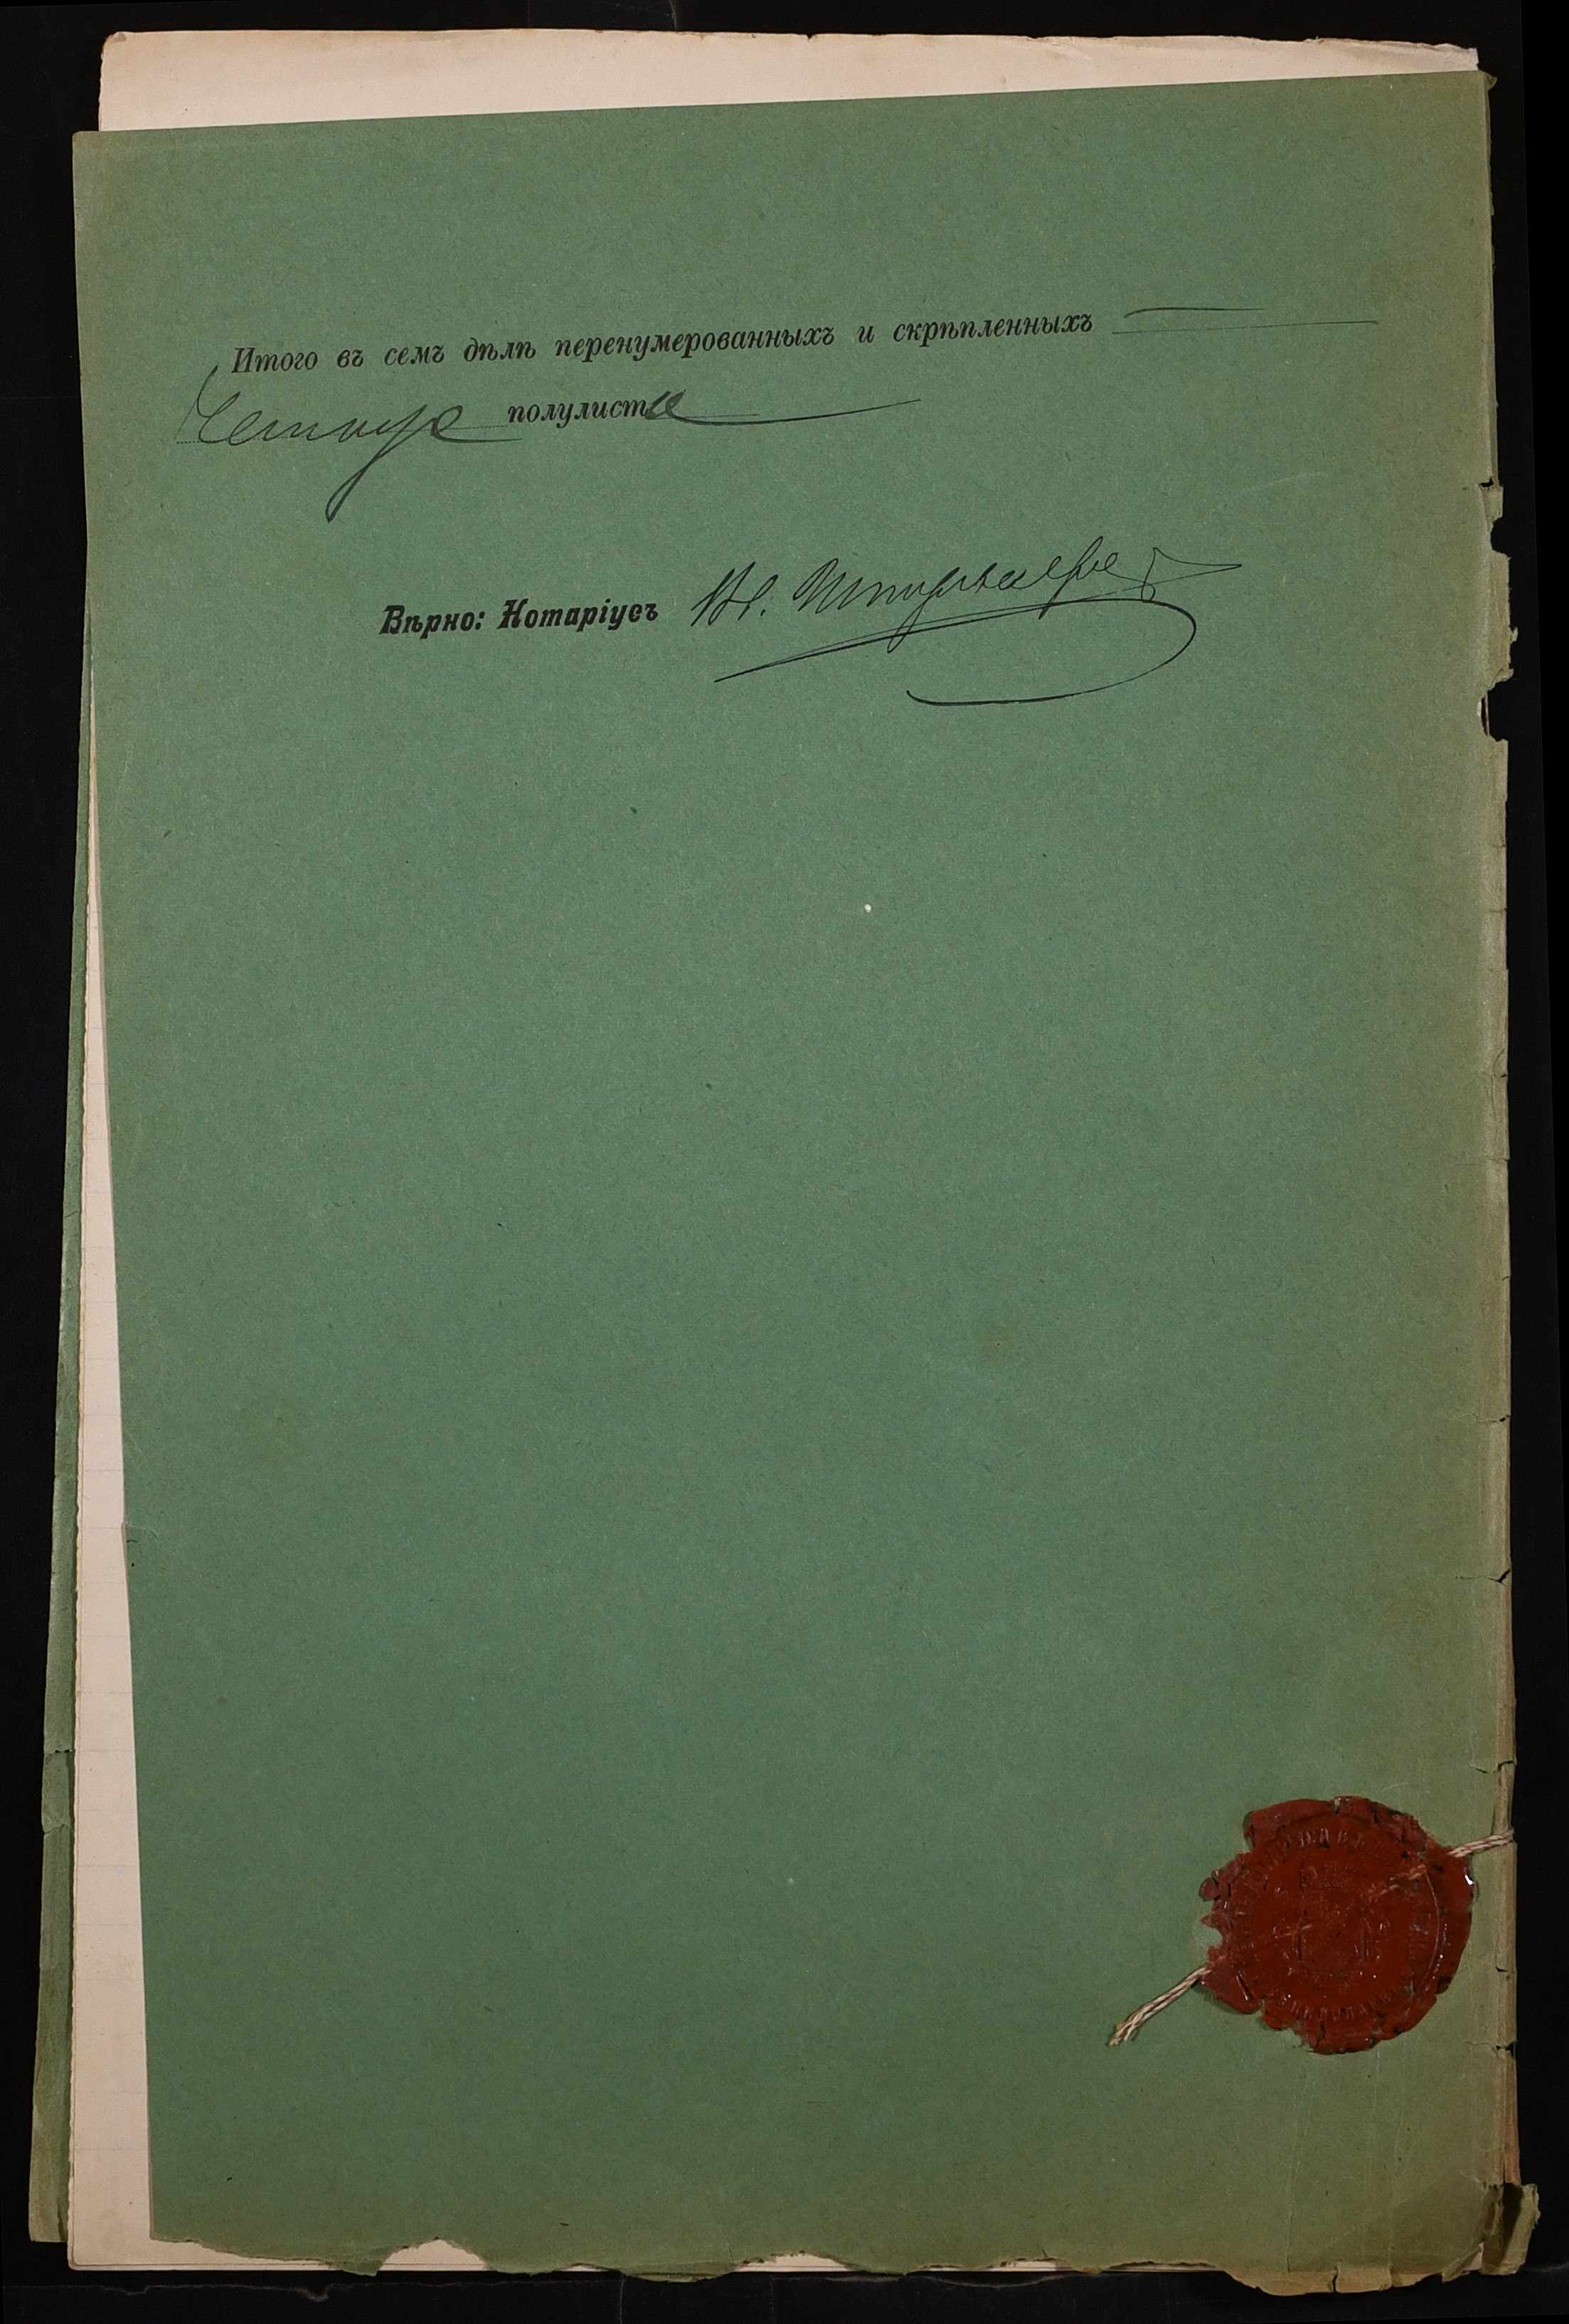 Итого въ семъ дѣлѣ перенумерованныхъ и скрѣпленныхъ
Четыре полулиста
Вѣрно: Нотаріусъ